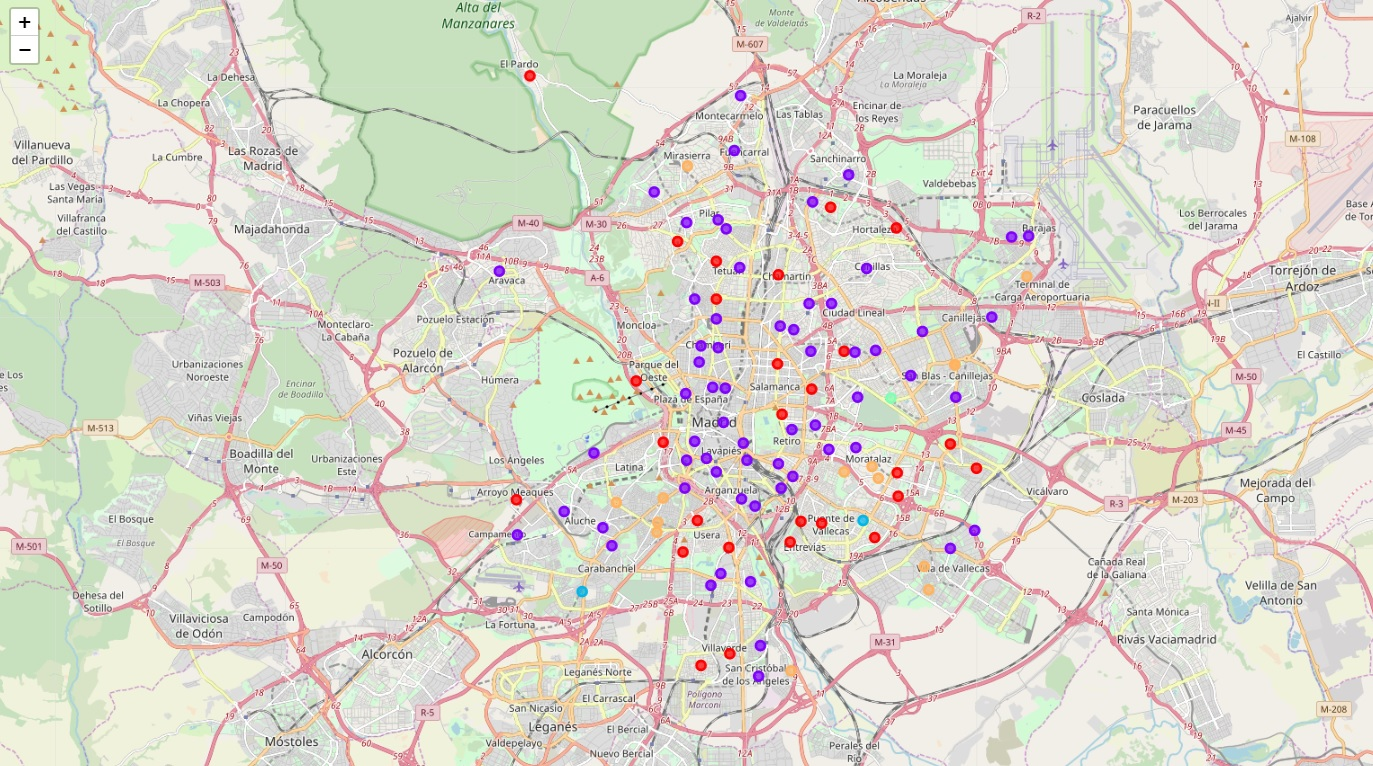 +
−
Alta del
Manzanares
Monte
de Valdelatas
Alcobendas
R-2
Ajalvir
M-607
El Pardo
La Dehesa
La Moraleja
La Moraleja
La Chopera
Encinar de
los Reyes
Paracuellos
de Jarama
Montecarmelo
Las Tablas
M-108
Villanueva
del Pardillo
La Cumbre
Las Rozas de
Madrid
Mirasierra
Fuencarral
Sanchinarro
Exit 4
Valdebebas
Las Vegas
Santa María
Villafranca
del Castillo
Los Berrocales
del Jarama
Majadahonda
M-40
M-30
Pilar
Hortaleza
Barajas
Aravaca
A-6
Tetuán
Chamartín
Canillas
Torrejón de
Ardoz
M-503
Terminal de
Carga Aeroportuaria
Pozuelo Estación
Moncloa
Ciudad Lineal
Canillejas
N-II
Monteclaro-
La Cabaña
Pozuelo de
Alarcón
Chamberí
El Castillo
Urbanizaciones
Noroeste
Húmera
Parque del
Oeste
Encinar
de Boadilla
Salamanca
San Blas - Canillejas
M-50
Plaza de España
Coslada
Viñas Viejas
Madrid
M-513
Retiro
M-45
Boadilla del
Monte
Urbanizaciones
Este
Los Ángeles
Latina
Lavapiés
Moratalaz
Arroyo Meaques
Arganzuela
Vicálvaro
R-3
M-203
Mejorada del
Campo
El Bosque
El Bosque
Aluche
Puente de
Vallecas
Campamento
Usera
Entrevías
M-501
M-50
Carabanchel
Villa de Vallecas
Cañada Real
de la Galiana
Velilla de San
Antonio
Dehesa del
Sotillo
Villaviciosa
de Odón
Campodón
La Fortuna
Santa Mónica
Rivas Vaciamadrid
M-31
Alcorcón
Villaverde
Leganés Norte
San Cristóbal
de los Ángeles
El Carrascal
Polígono
Marconi
San Nicasio
R-5
M-208
Leganés
El Bercial
Móstoles
Valdepelayo
Nuevo Bercial
Perales del
Río